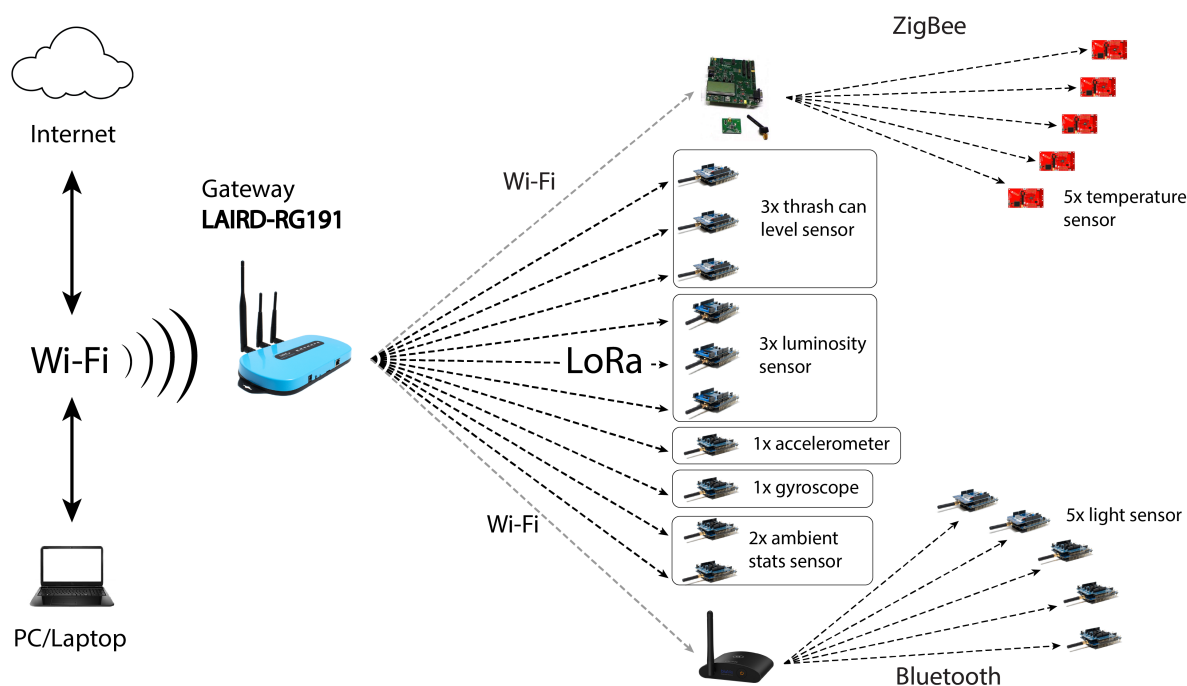 ZigBee
Internet
Wi-Fi
Gateway
LAIRD-RG191
3x thrash can
level sensor
5x temperature
sensor
Wi-Fi
LoRa
3x luminosity
sensor
1x accelerometer
1x gyroscope
Wi-Fi
2x ambient
stats sensor
5x light sensor
PC/Laptop
Bluetooth